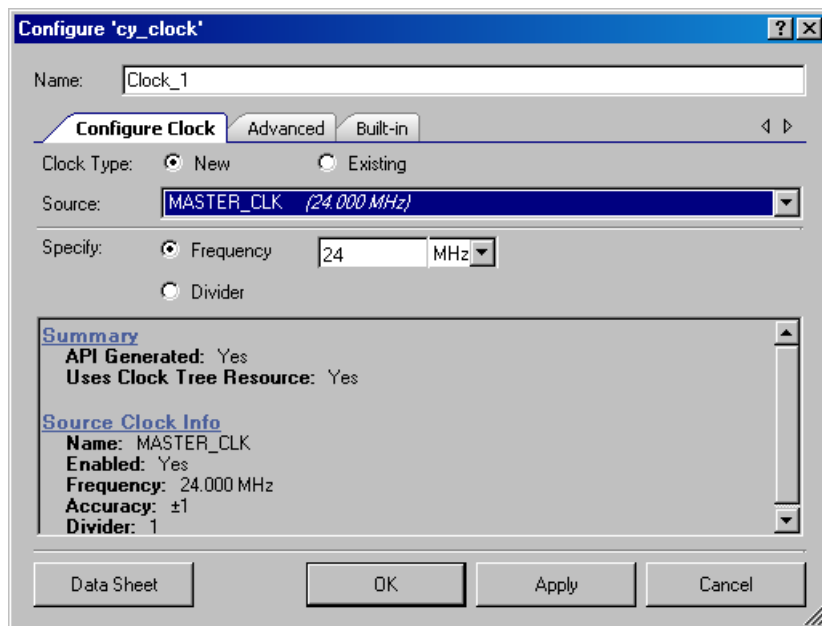 Configure 'cy_clock'
Name: Clock_1
Configure Clock Advanced Built-in
Clock Type: New Existing
Source: MASTER_CLK (24.000 MHz)
Specify: Frequency 24 MHz
Divider
Summary
API Generated: Yes
Uses Clock Tree Resource: Yes
Source Clock Info
Name: MASTER_CLK
Enabled: Yes
Frequency: 24.000 MHz
Accuracy: ±1
Divider: 1
Data Sheet OK Apply Cancel